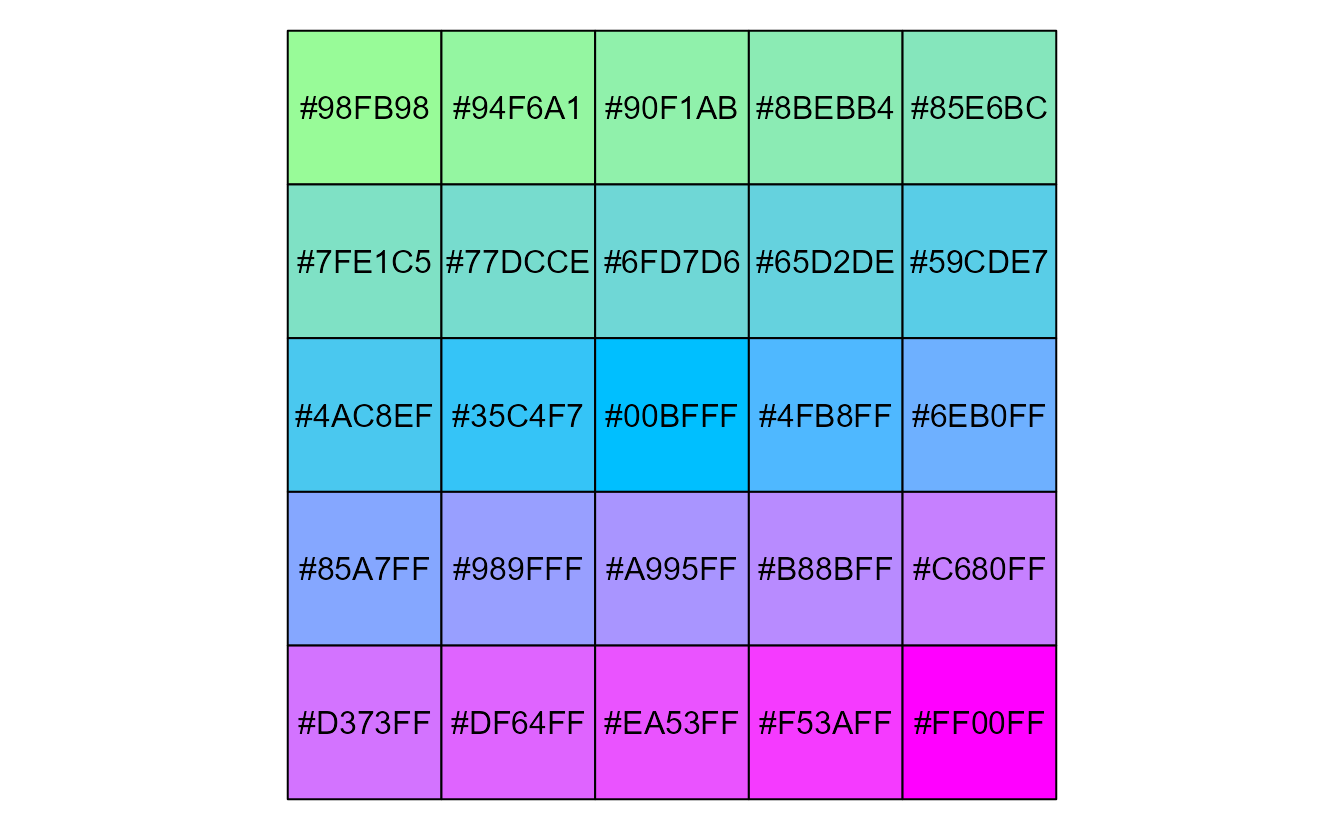 #98FB98 #94F6A1 #90F1AB #8BEBB4 #85E6BC
#7FE1C5 #77DCCE #6FD7D6 #65D2DE #59CDE7
#4AC8EF #35C4F7 #00BFFF #4FB8FF #6EB0FF
#85A7FF #989FFF #A995FF #B88BFF #C680FF
#D373FF #DF64FF #EA53FF #F53AFF #FF00FF